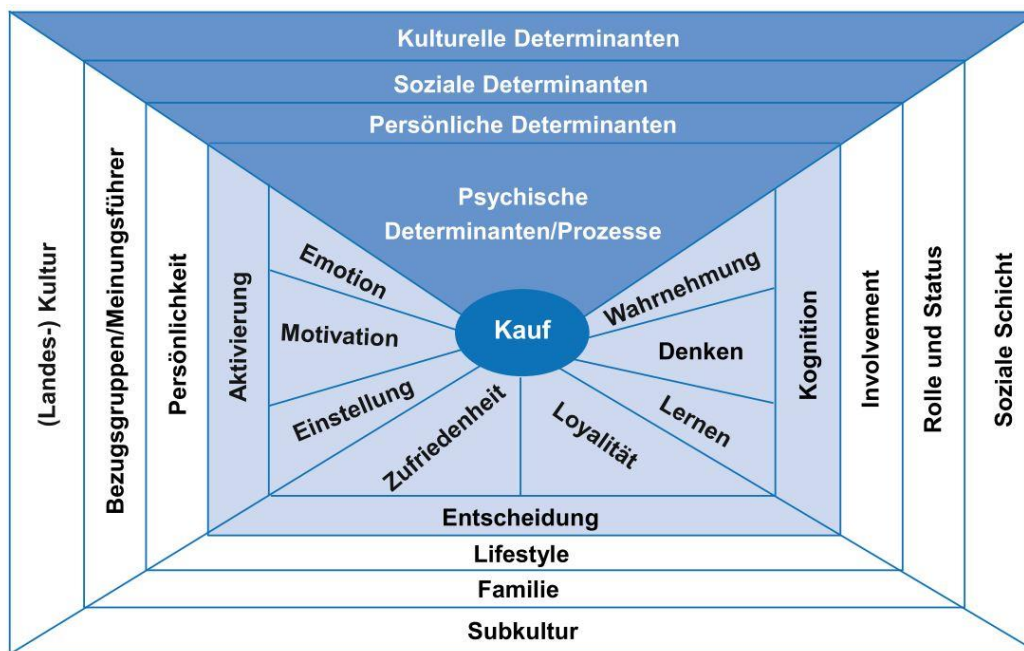 Kulturelle Determinanten
Soziale Determinanten
Persönliche Determinanten
Psychische
Determinanten/Prozesse
(Landes-) Kultur
Bezugsgruppen/Meinungsführer
Persönlichkeit
Aktivierung
Emotion
Motivation
Einstellung
Zufriedenheit
Kauf
Loyalität
Wahrnehmung
Denken
Lernen
Kognition
Involvement
Rolle und Status
Soziale Schicht
Entscheidung
Lifestyle
Familie
Subkultur